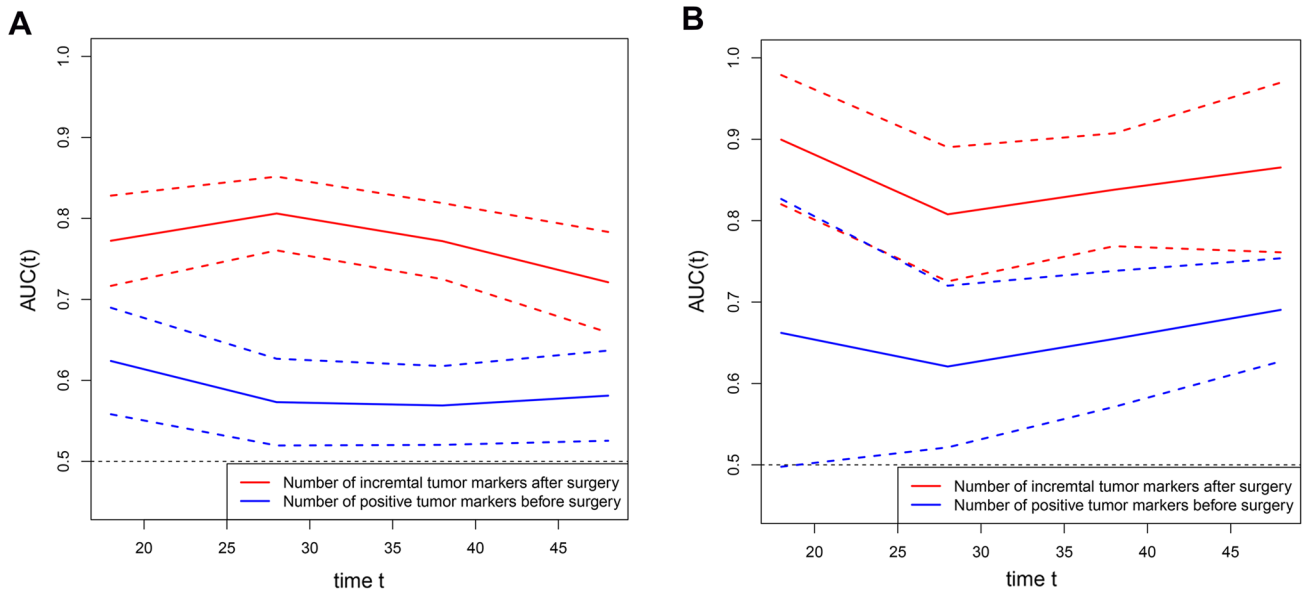 A
AUC(t)
1.0
0.9
0.8
0.7
0.6
0.5
Number of incremtal tumor markers after surgery
Number of positive tumor markers before surgery
20 25 30 35 40 45
time t
B
AUC(t)
1.0
0.9
0.8
0.7
0.6
0.5
Number of incremtal tumor markers after surgery
Number of positive tumor markers before surgery
20 25 30 35 40 45
time t